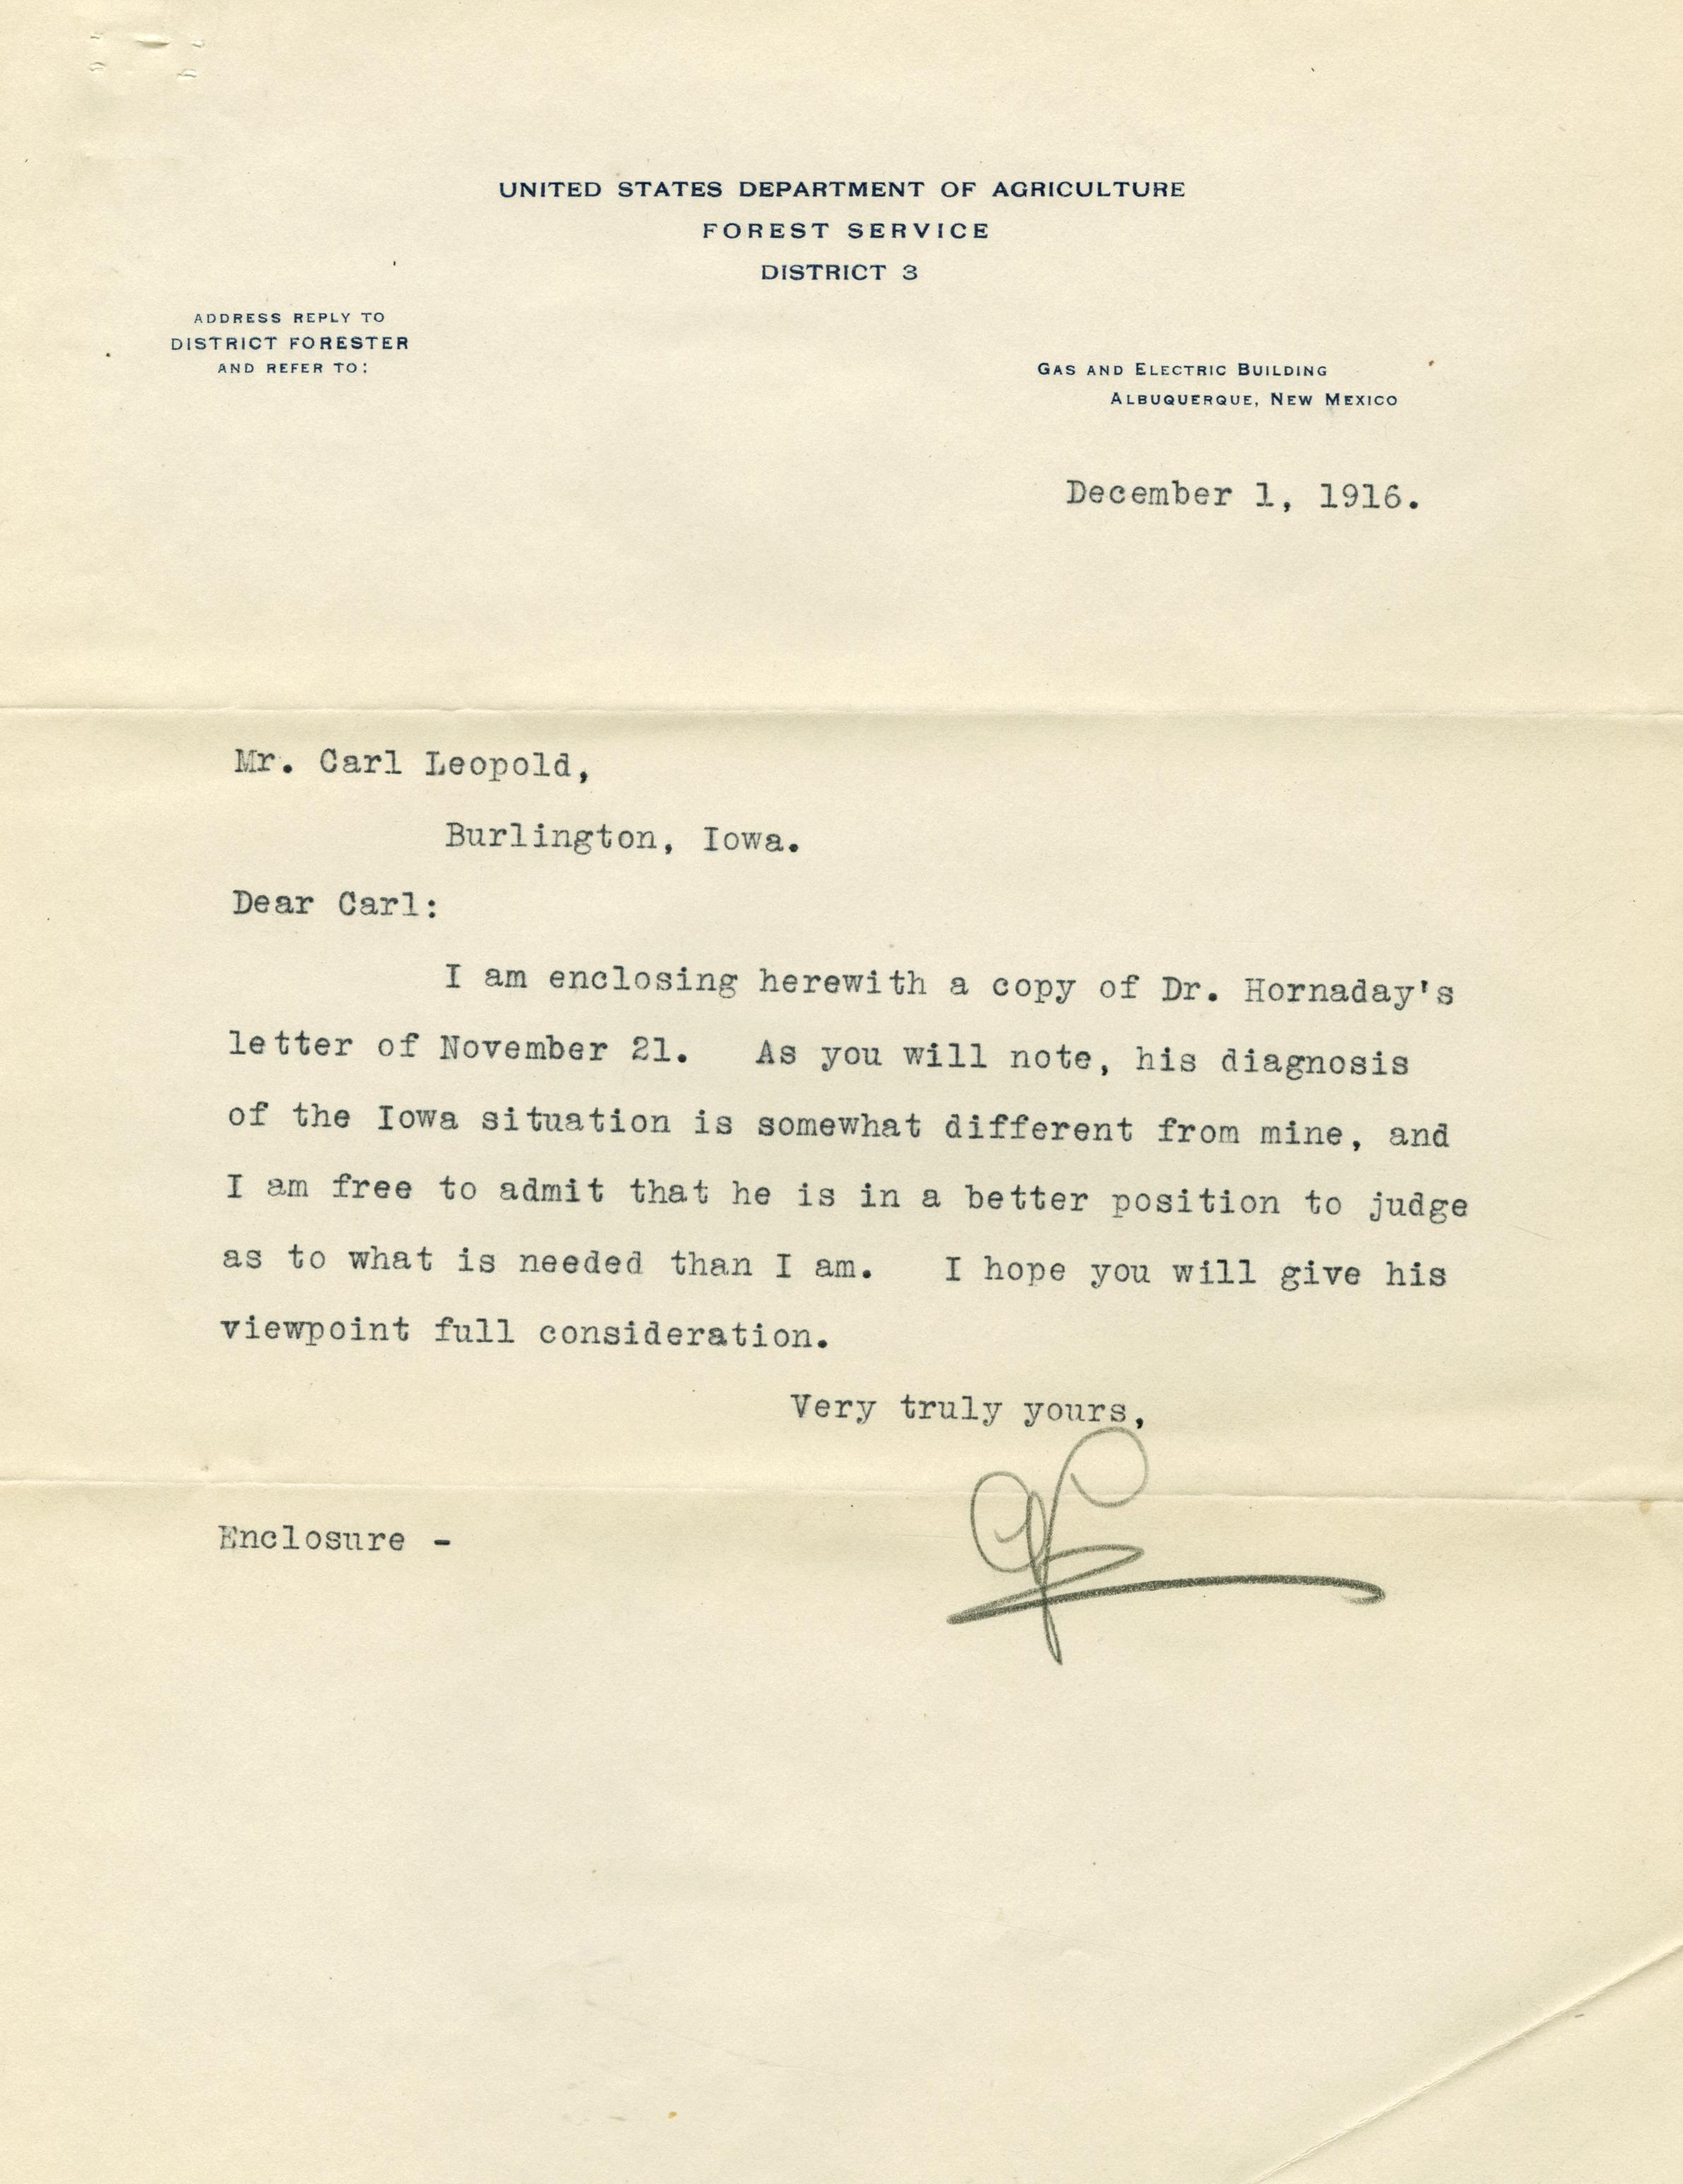 UNITED STATES DEPARTMENT OF AGRICULTURE
FOREST SERVICE
DISTRICT 3
ADDRESS REPLY TO
DISTRICT FORESTER
AND REFER TO:
GAS AND ELECTRIC BUILDING
ALBUQUERQUE, NEW MEXICO
December 1, 1916.
Mr. Carl Leopold,
Burlington, Iowa.
Dear Carl:
I am enclosing herewith a copy of Dr. Hornaday's
letter of November 21. As you will note, his diagnosis
of the Iowa situation is somewhat different from mine, and
I am free to admit that he is in a better position to judge
as to what is needed than I am. I hope you will give his
viewpoint full consideration.
Very truly yours,
Enclosure -